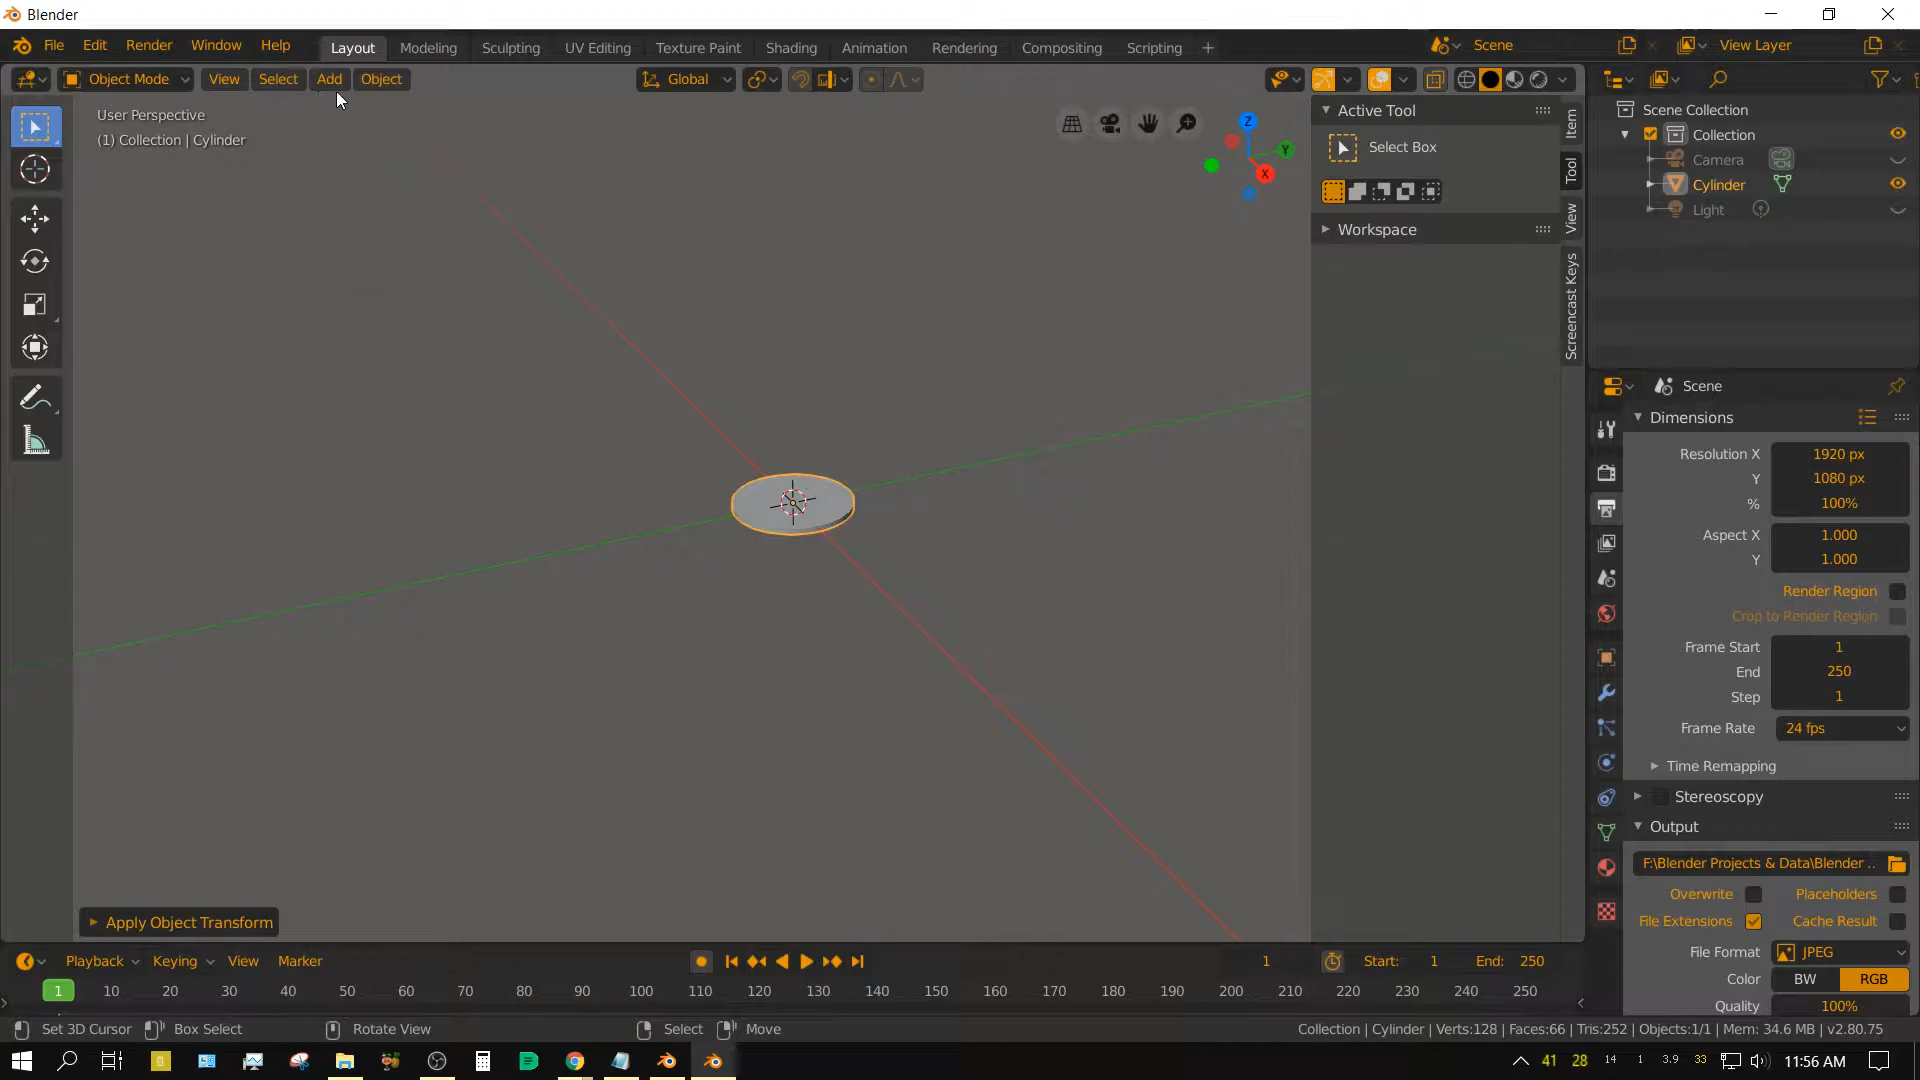 Blender
File Edit Render Window Help Layout Modeling Sculpting UV Editing Texture Paint Shading Animation Rendering Compositing Scripting + Scene View Layer
Object Mode View Select Add Object Global
User Perspective
(1) Collection | Cylinder
Z
Y
X
Active Tool
Select Box
Workspace
Item
Tool
View
Screencast Keys
Scene Collection
Collection
Camera
Cylinder
Light
Scene
Dimensions
Resolution X 1920 px
Y 1080 px
% 100%
Aspect X 1.000
Y 1.000
Render Region
Crop to Render Region
Frame Start 1
End 250
Step 1
Frame Rate 24 fps
Time Remapping
Stereoscopy
Output
F:\Blender Projects & Data\Blender ..
Overwrite Placeholders
File Extensions Cache Result
File Format JPEG
Color BW RGB
Quality 100%
Apply Object Transform
Playback Keying View Marker 1 Start: 1 End: 250
1 10 20 30 40 50 60 70 80 90 100 110 120 130 140 150 160 170 180 190 200 210 220 230 240 250
Set 3D Cursor Box Select Rotate View Select Move Collection | Cylinder | Verts:128 | Faces:66 | Tris:252 | Objects:1/1 | Mem: 34.6 MB | v2.80.75
41 28 14 1 3.9 33 11:56 AM